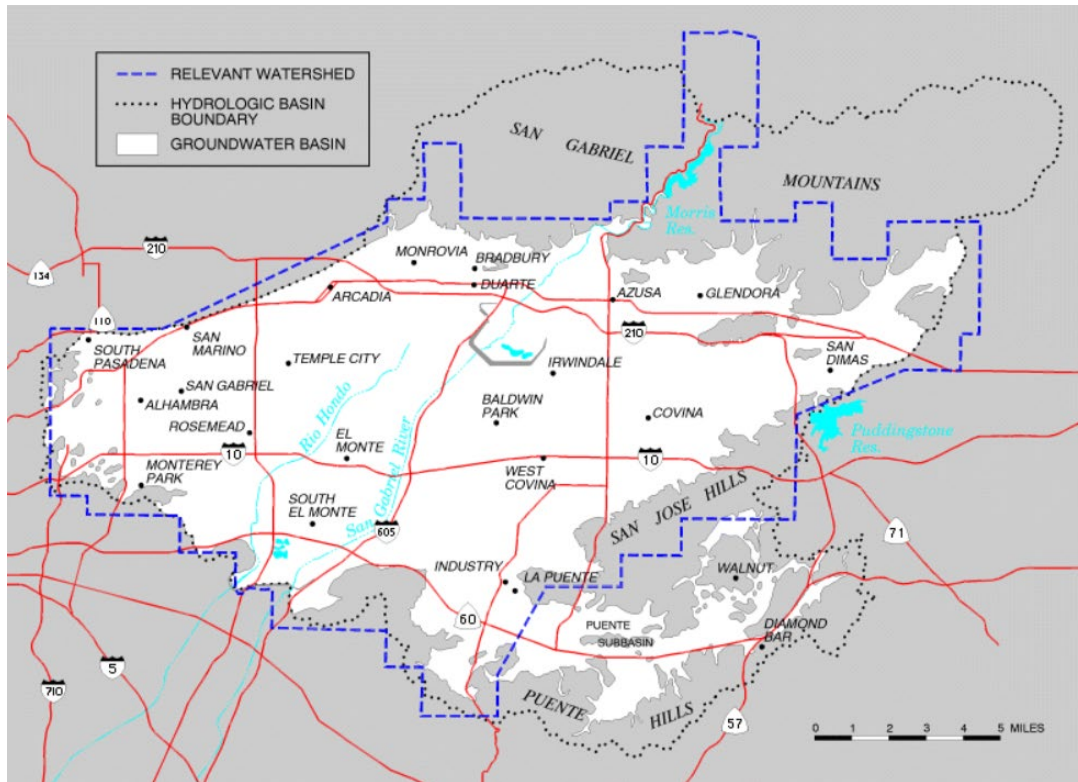 RELEVANT WATERSHED
HYDROLOGIC BASIN
BOUNDARY
GROUNDWATER BASIN
SAN
GABRIEL
MOUNTAINS
Morris
Res.
210
134
110
MONROVIA
BRADBURY
DUARTE
ARCADIA
AZUSA
GLENDORA
210
SOUTH
PASADENA
SAN
MARINO
TEMPLE CITY
IRWINDALE
SAN
DIMAS
SAN GABRIEL
ALHAMBRA
ROSEMEAD
Rio Hondo
BALDWIN
PARK
COVINA
Puddingstone
Res.
10
EL
MONTE
San Gabriel River
WEST
COVINA
10
MONTEREY
PARK
SOUTH
EL MONTE
605
SAN JOSE HILLS
71
INDUSTRY
LA PUENTE
WALNUT
60
PUENTE
SUBBASIN
DIAMOND
BAR
5
710
PUENTE
HILLS
57
0 1 2 3 4 5 MILES